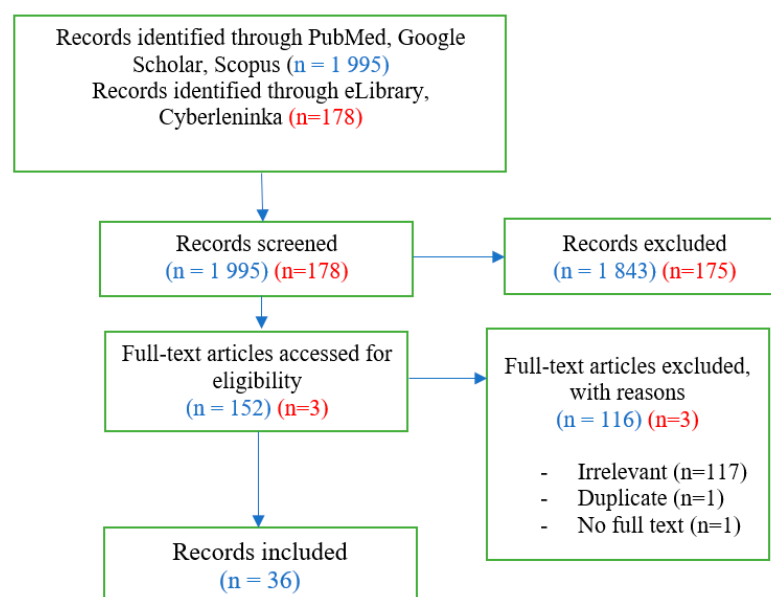 Records identified through PubMed, Google
Scholar, Scopus (n = 1 995)
Records identified through eLibrary,
Cyberleninka (n=178)
Records screened
(n = 1 995) (n=178)
Records excluded
(n = 1 843) (n=175)
Full-text articles accessed for
eligibility
(n = 152) (n=3)
Full-text articles excluded,
with reasons
(n = 116) (n=3)
- Irrelevant (n=117)
- Duplicate (n=1)
- No full text (n=1)
Records included
(n = 36)